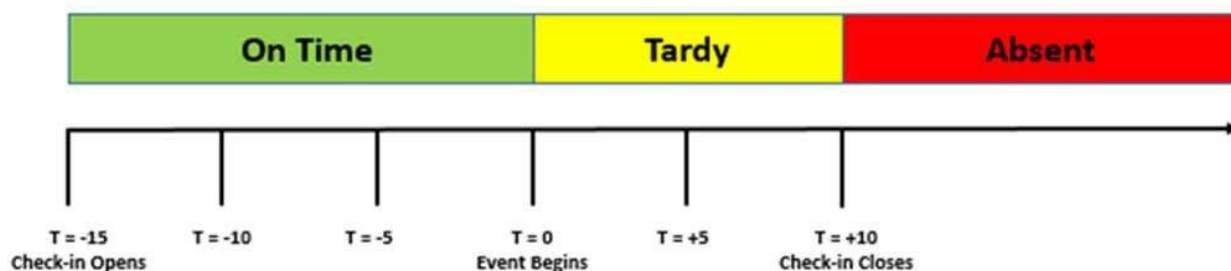 On Time Tardy Absent
T = -15 T = -10 T = -5 T = 0 T = +5 T = +10
Check-in Opens Event Begins Check-in Closes